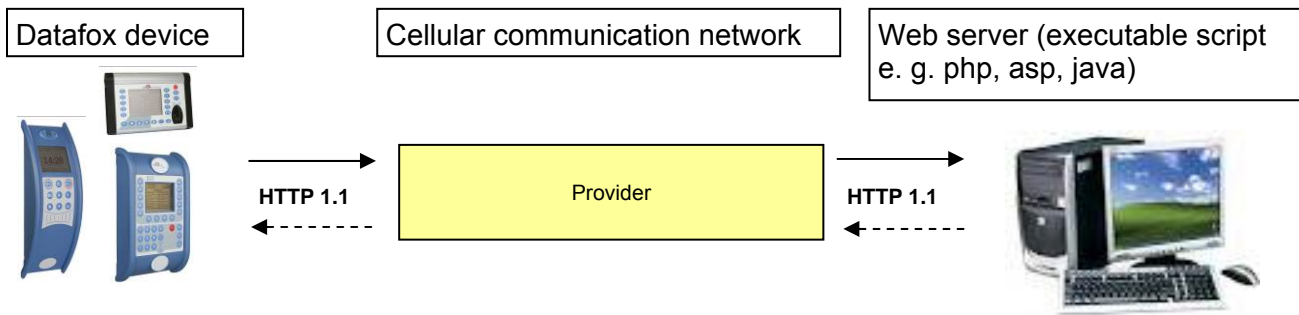 Datafox device
Cellular communication network
Web server (executable script
e. g. php, asp, java)
HTTP 1.1
Provider
HTTP 1.1